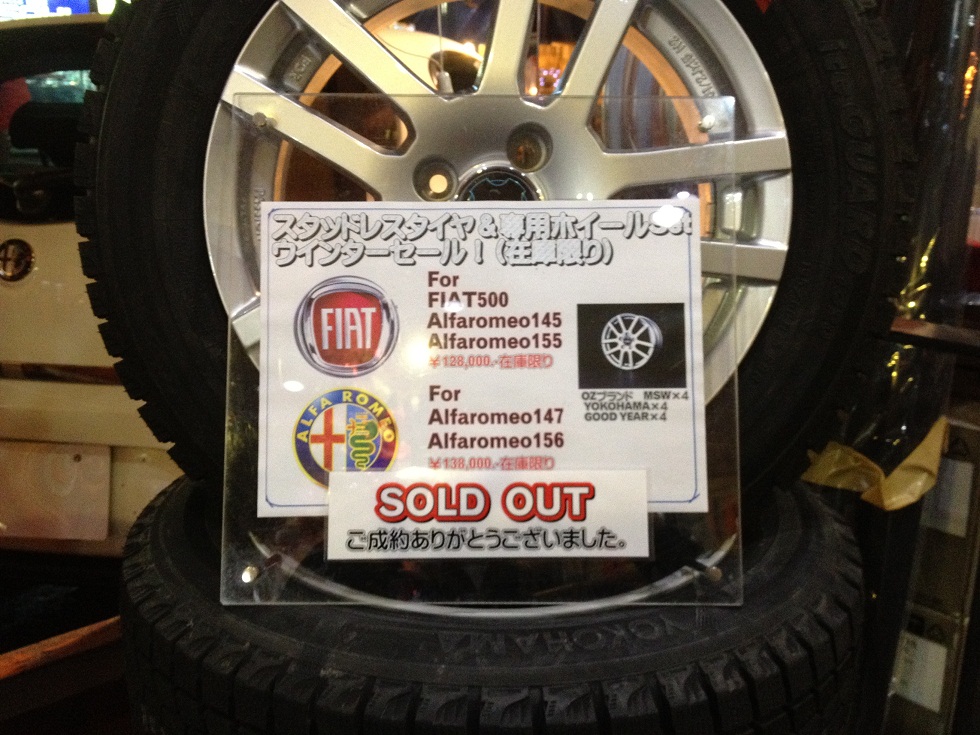 スタッドレスタイヤ&専用ホイールSet
ウインターセール!(在庫限り)
FIAT
For
FIAT500
Alfaromeo145
Alfaromeo155
¥128,000.-在庫限り
ALFA ROMEO
For
Alfaromeo147
Alfaromeo156
¥138,000.-在庫限り
OZブランド MSW×4
YOKOHAMA×4
GOOD YEAR×4
SOLD OUT
ご成約ありがとうございました。
iceGUARD
YOKOHAMA